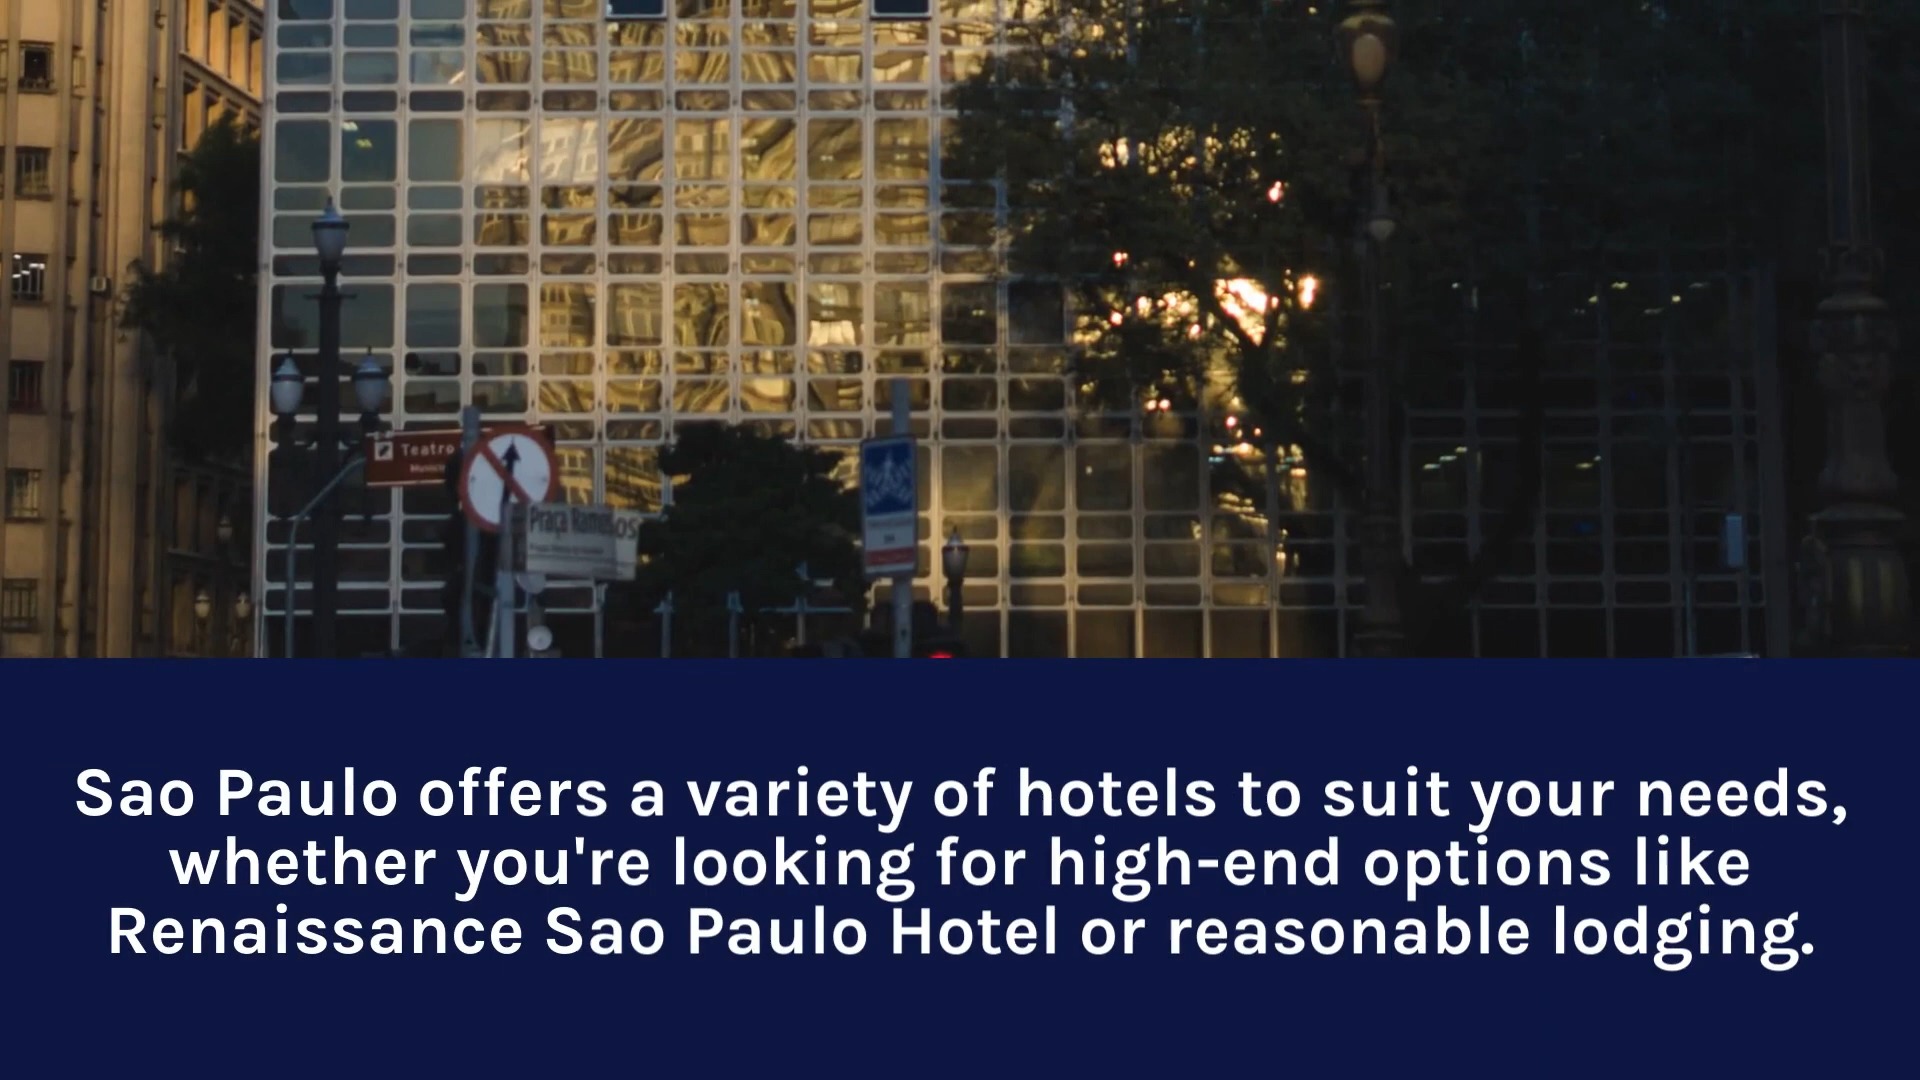 Teatro
Praça Ramos
Sao Paulo offers a variety of hotels to suit your needs,
whether you're looking for high-end options like
Renaissance Sao Paulo Hotel or reasonable lodging.